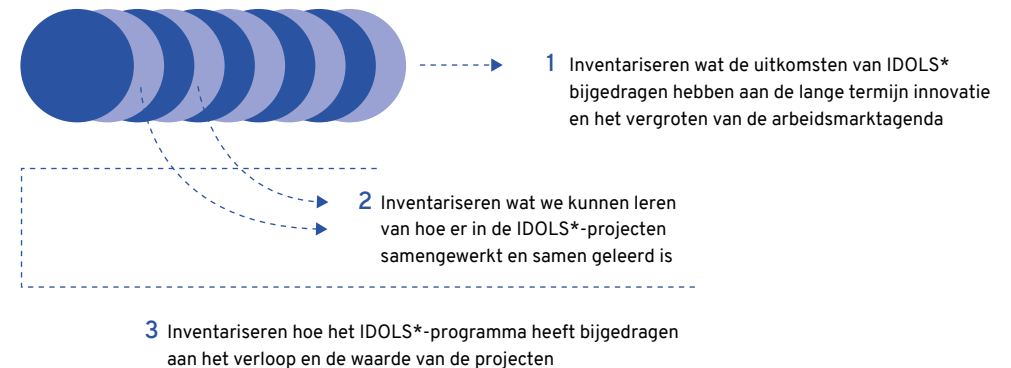 1 Inventariseren wat de uitkomsten van IDOLS*
bijgedragen hebben aan de lange termijn innovatie
en het vergroten van de arbeidsmarktagenda
2 Inventariseren wat we kunnen leren
van hoe er in de IDOLS*-projecten
samengewerkt en samen geleerd is
3 Inventariseren hoe het IDOLS*-programma heeft bijgedragen
aan het verloop en de waarde van de projecten